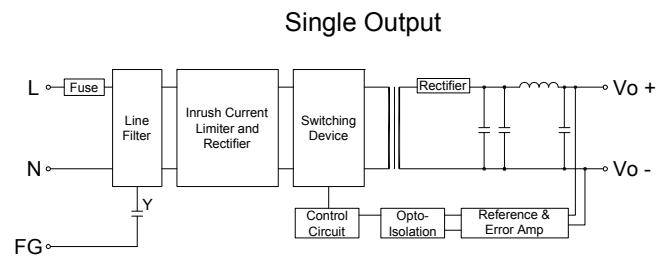 Single Output
L
Fuse
Line
Filter
Inrush Current
Limiter and
Rectifier
Switching
Device
Rectifier
Vo +
N
Vo -
Y
Control
Circuit
Opto-
Isolation
Reference &
Error Amp
FG